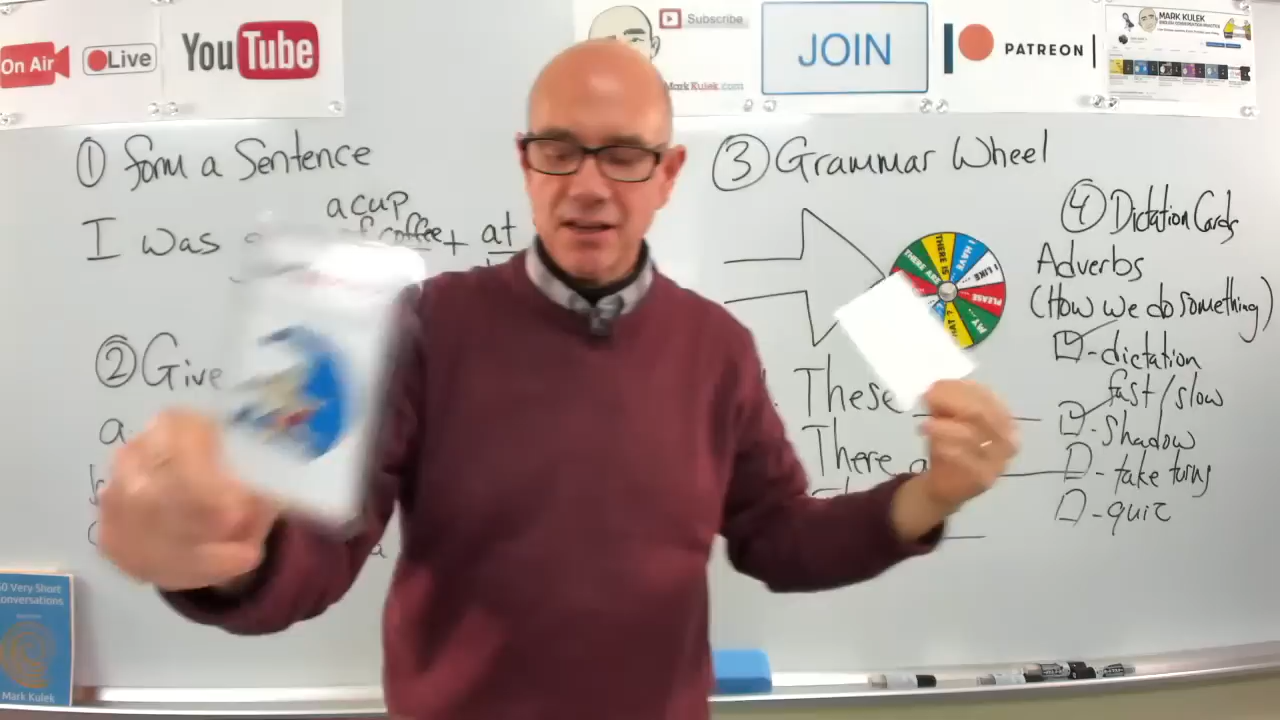 On Air
Live
YouTube
Subscribe
MarkKulek.com
JOIN
PATREON
MARK KULEK
① Form a Sentence
a cup
I was
of coffee + at
② Give
a.
③ Grammar Wheel
THERE IS
I HAVE
I LIKE
PLEASE
MY
THERE ARE
These
There a
④ Dictation Cards
Adverbs
(How we do something)
- dictation
fast/slow
- shadow
- take turns
- quiz
50 Very Short
Conversations
Mark Kulek